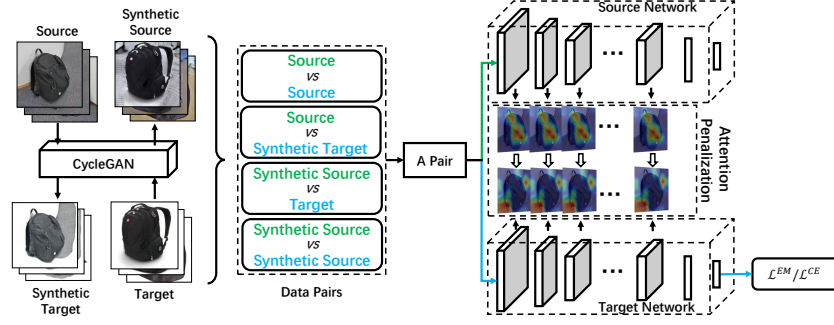 Source
Synthetic
Source
CycleGAN
Synthetic
Target
Target
Source
VS
Source
Source
VS
Synthetic Target
Synthetic Source
VS
Target
Synthetic Source
VS
Synthetic Source
Data Pairs
A Pair
Source Network
...
...
...
Attention
Penalization
...
Target Network
ℒ^EM/ℒ^CE